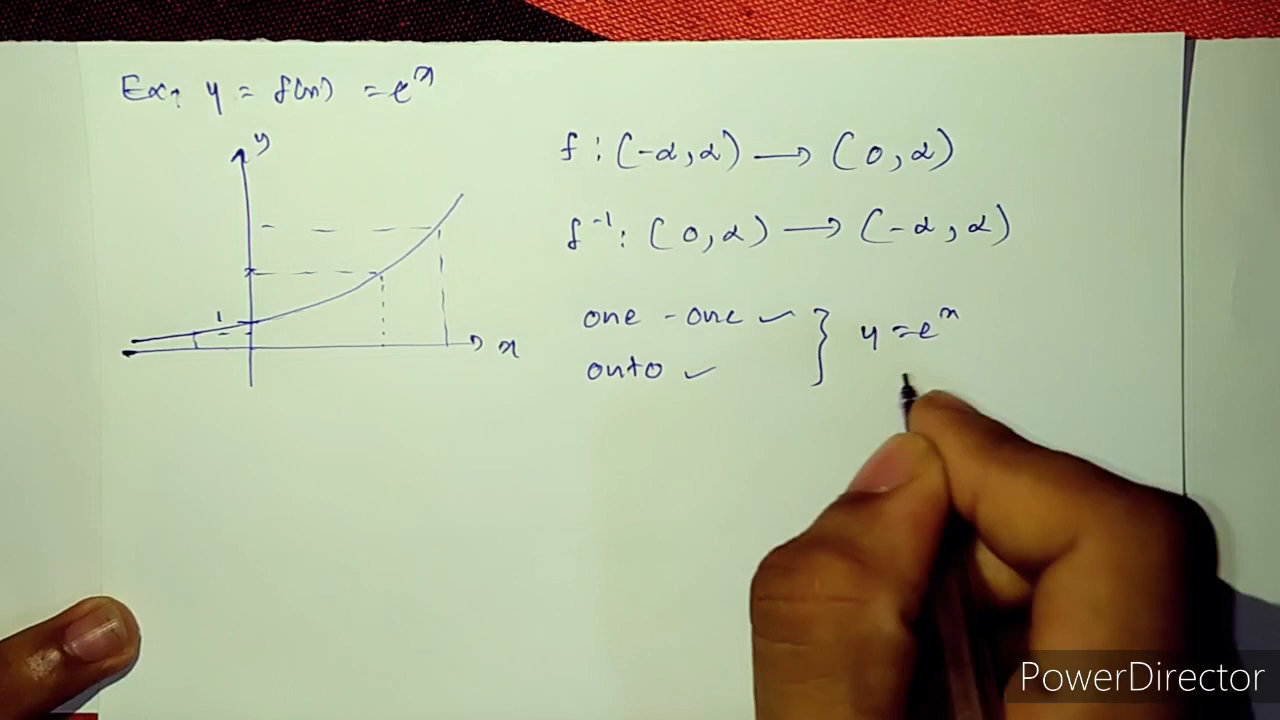 Ex: y = f(x) = e^x
y
f : (-∝, ∝) → (0, ∝)
f^-1 : (0, ∝) → (-∝, ∝)
1
x
one - one ✓
onto ✓
} y = e^x
PowerDirector